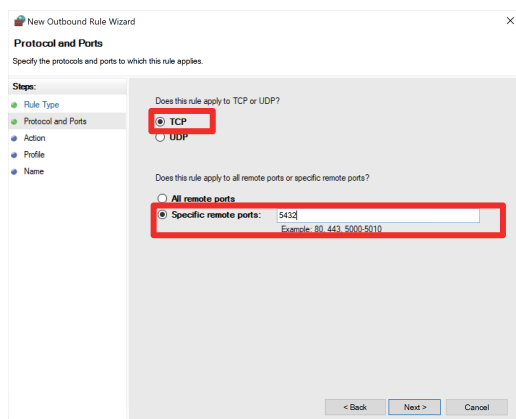 New Outbound Rule Wizard
Protocol and Ports
Specify the protocols and ports to which this rule applies.
Steps:
Rule Type
Protocol and Ports
Action
Profile
Name
Does this rule apply to TCP or UDP?
TCP
UDP
Does this rule apply to all remote ports or specific remote ports?
All remote ports
Specific remote ports: 5432
Example: 80, 443, 5000-5010
< Back Next > Cancel